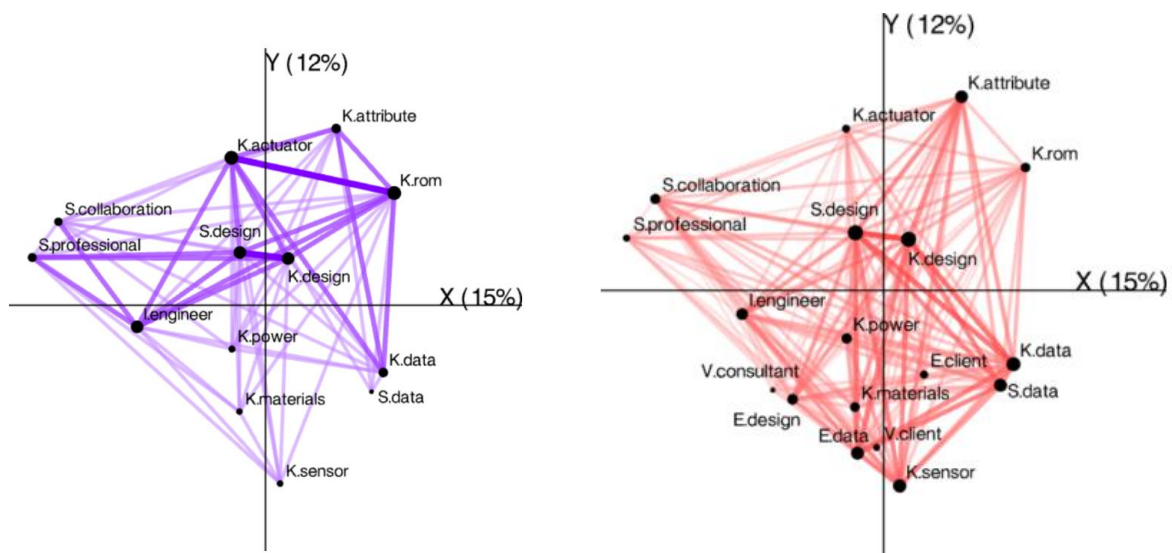 Y (12%)
K.attribute
K.actuator
K.rom
S.collaboration
S.design
S.professional
K.design
X (15%)
I.engineer
K.power
K.data
S.data
K.materials
K.sensor
Y (12%)
K.attribute
K.actuator
K.rom
S.collaboration
S.design
S.professional
K.design
X (15%)
I.engineer
K.power
K.data
E.client
V.consultant
S.data
K.materials
E.design
E.data
V.client
K.sensor